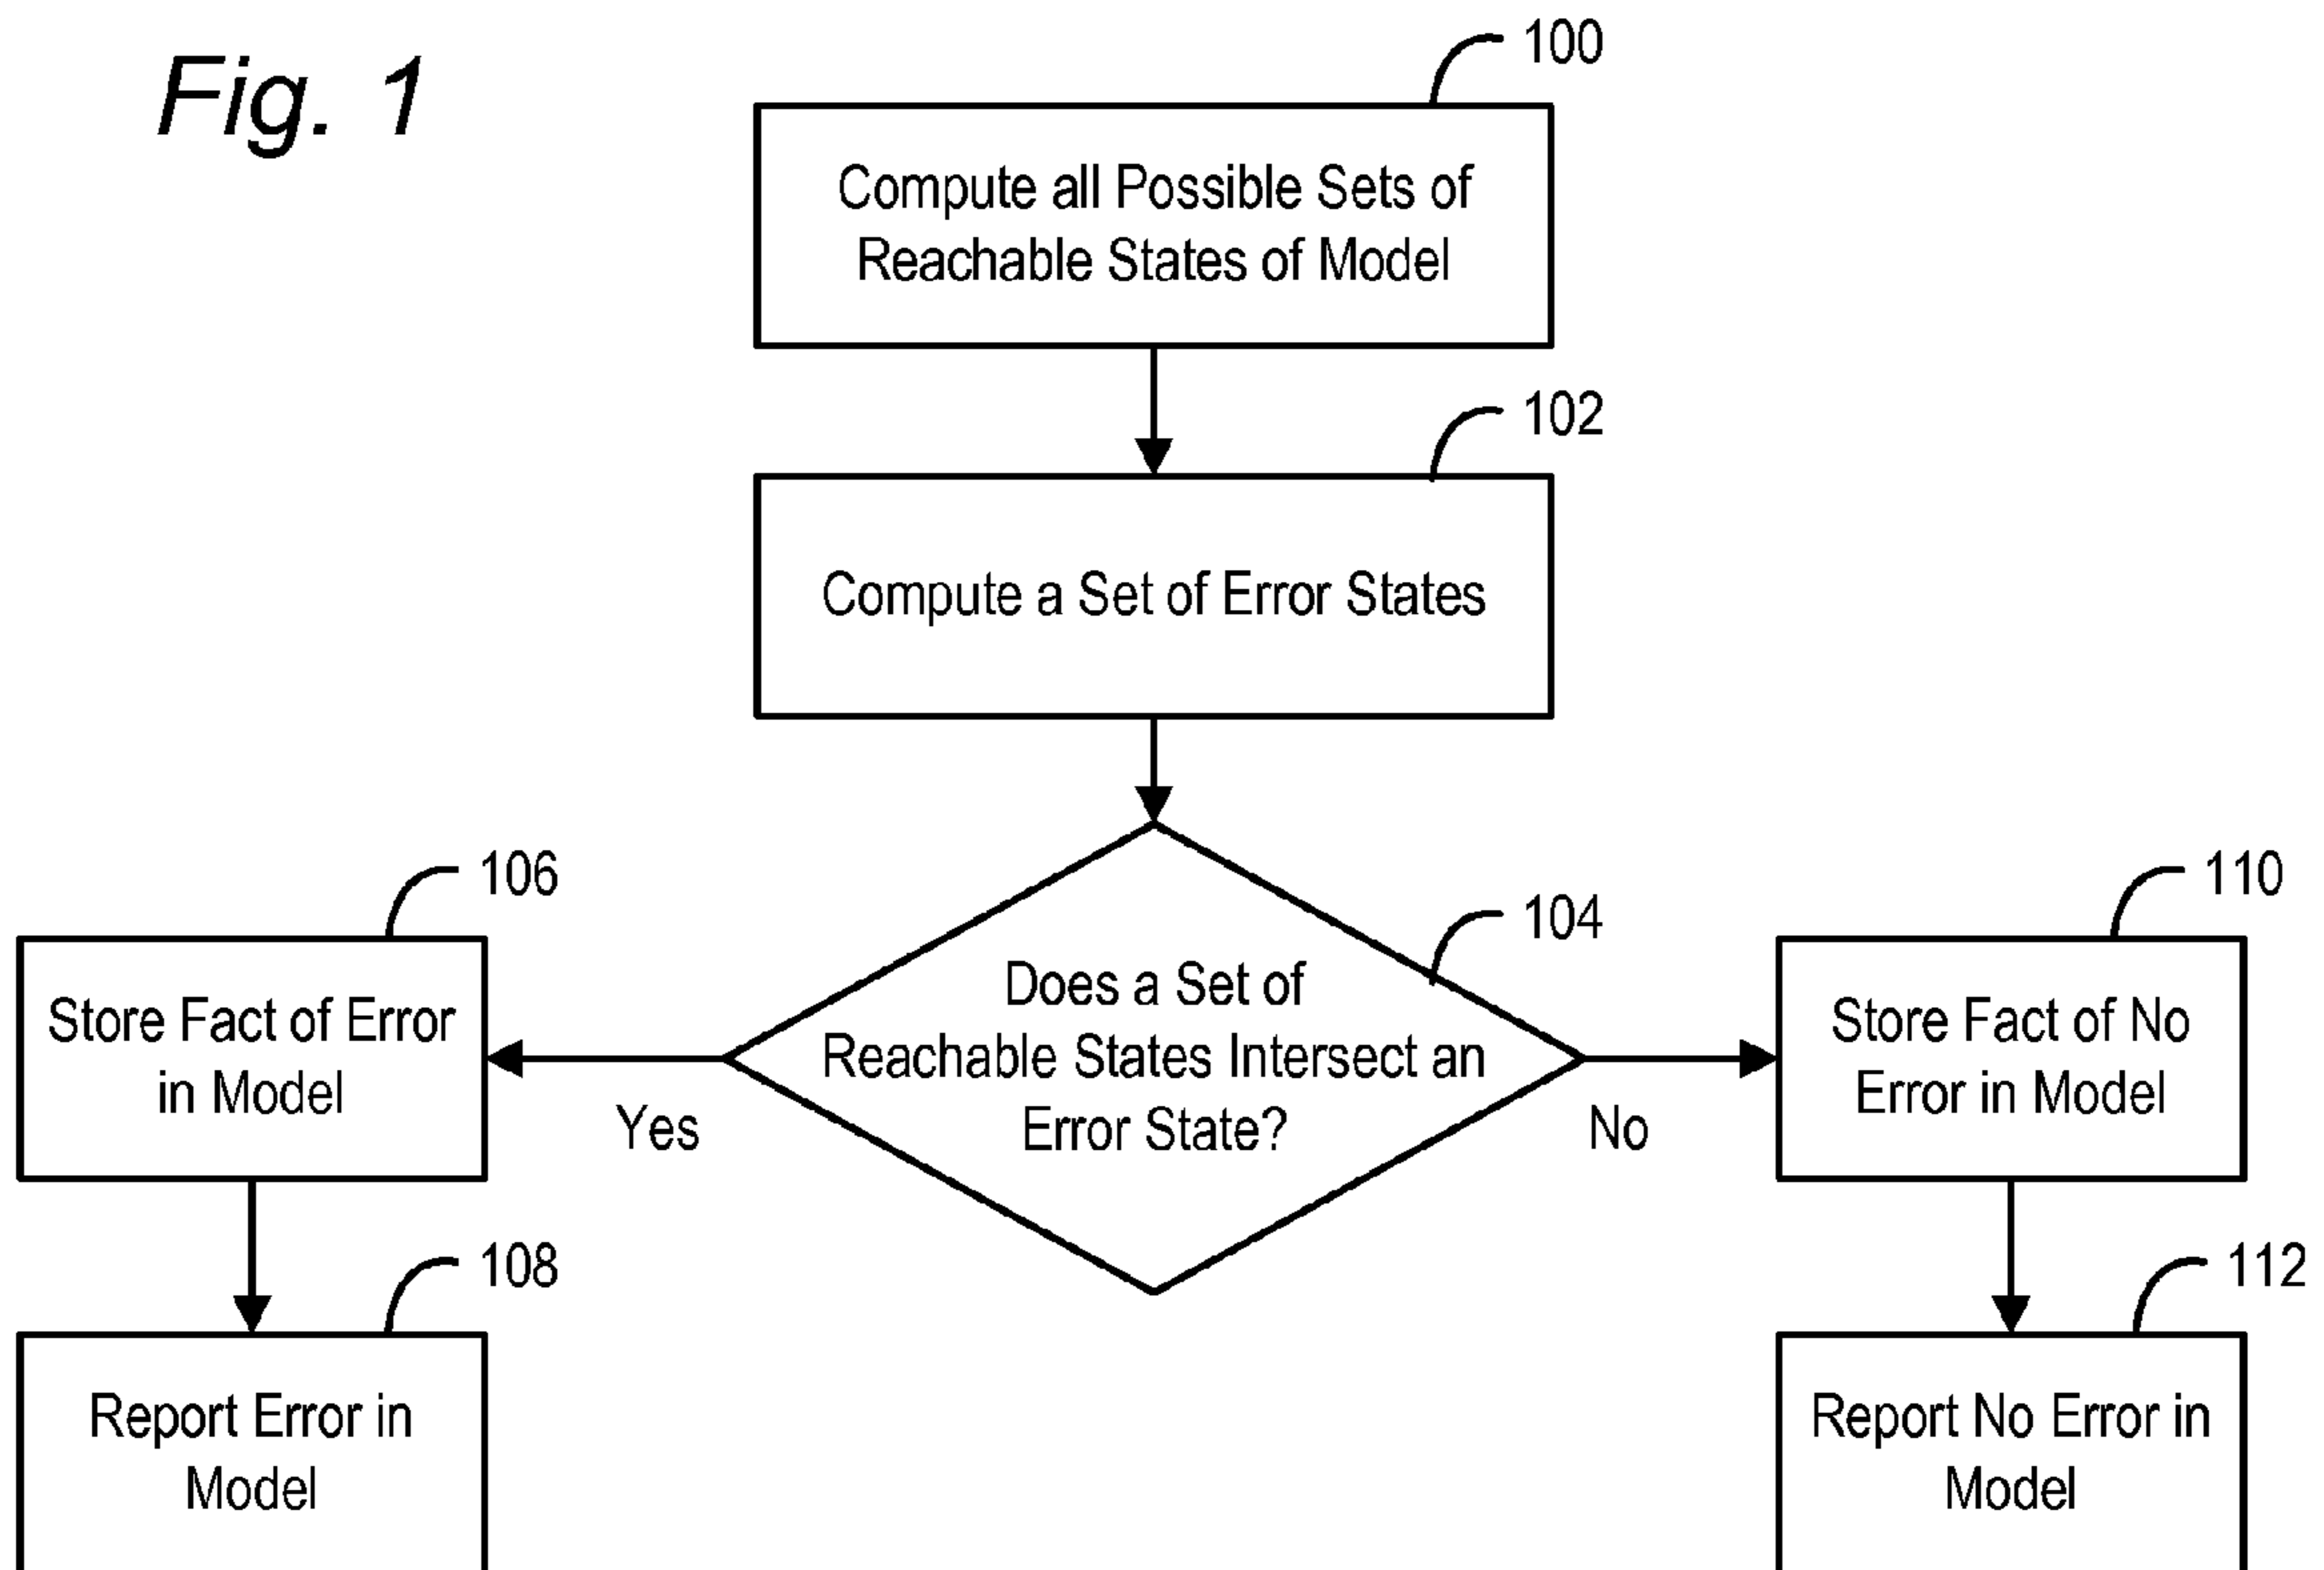 Fig. 1
100
Compute all Possible Sets of
Reachable States of Model
102
Compute a Set of Error States
104
Does a Set of
Reachable States Intersect an
Error State?
Yes
No
106
Store Fact of Error
in Model
108
Report Error in
Model
110
Store Fact of No
Error in Model
112
Report No Error in
Model